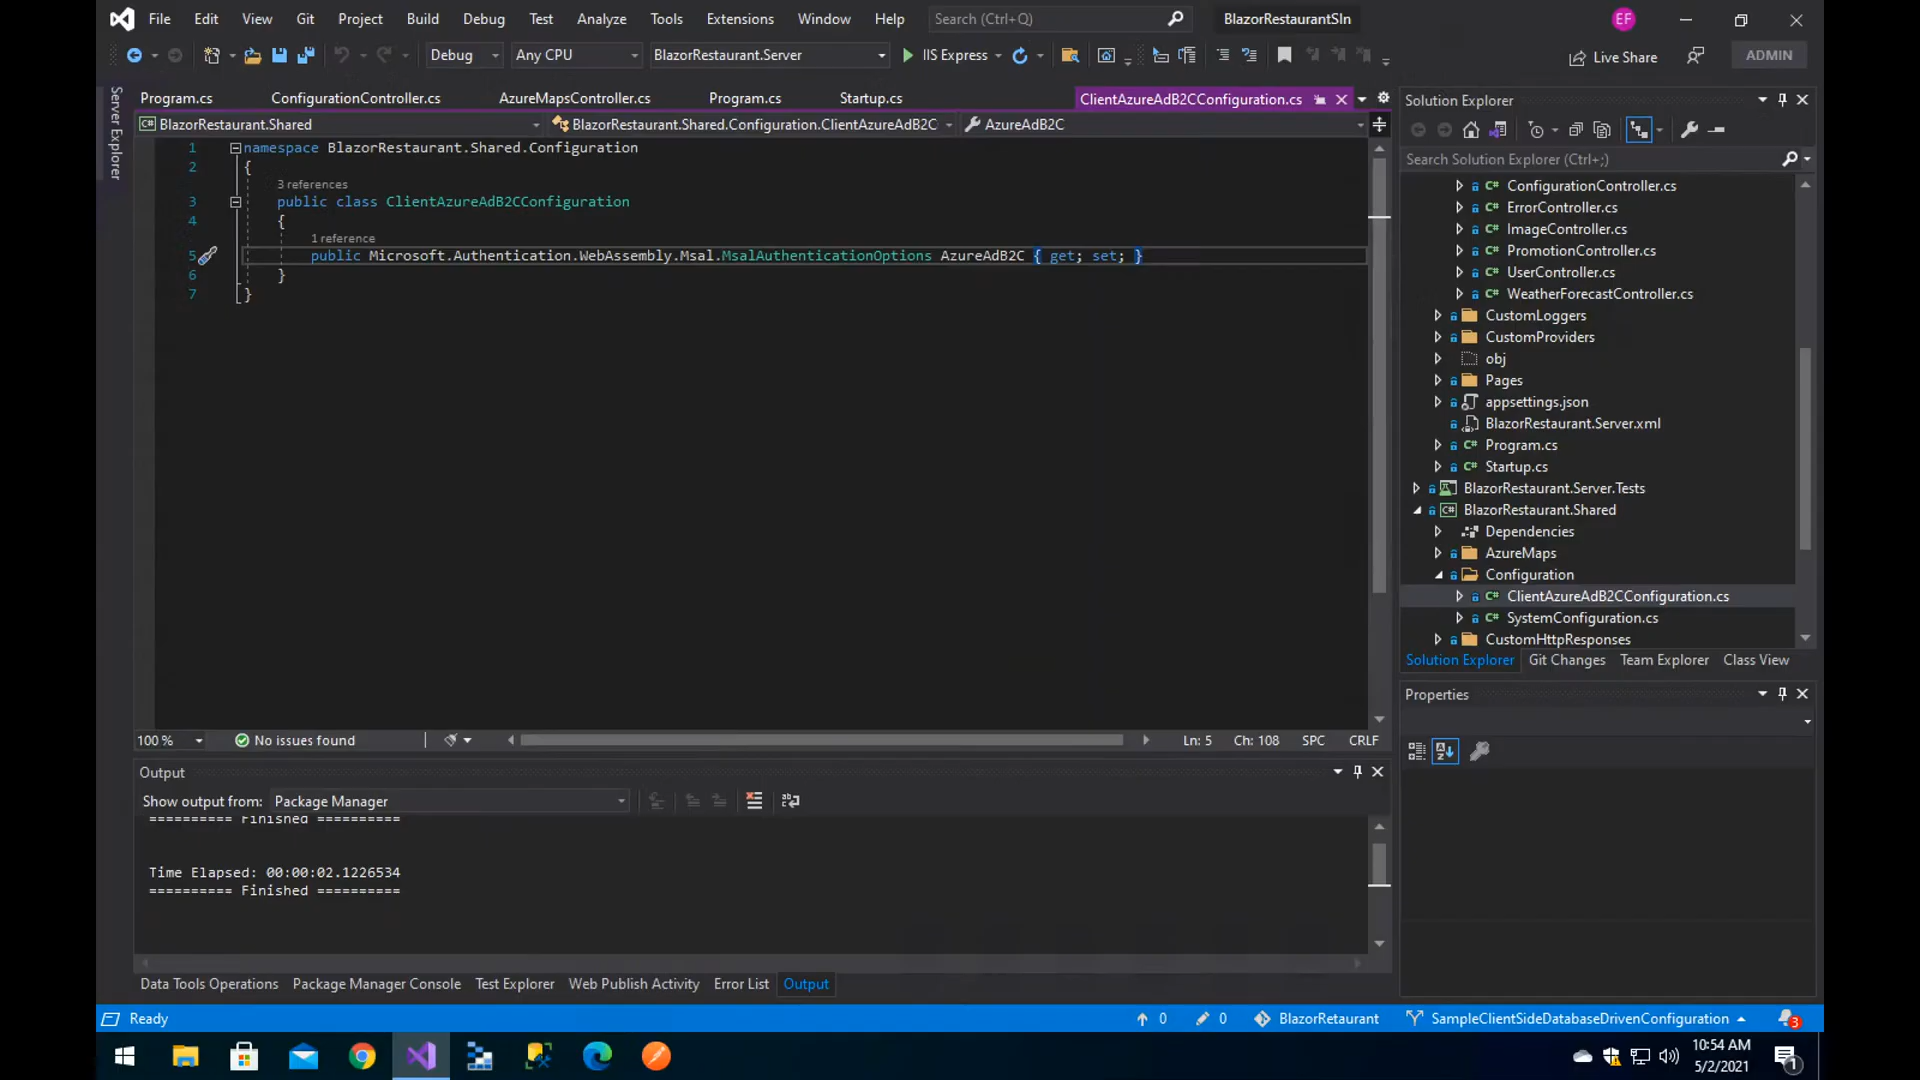 File Edit View Git Project Build Debug Test Analyze Tools Extensions Window Help Search (Ctrl+Q) BlazorRestaurantSln EF
Debug Any CPU BlazorRestaurant.Server IIS Express Live Share ADMIN
Server Explorer
Program.cs ConfigurationController.cs AzureMapsController.cs Program.cs Startup.cs ClientAzureAdB2CConfiguration.cs
BlazorRestaurant.Shared BlazorRestaurant.Shared.Configuration.ClientAzureAdB2C AzureAdB2C
1 namespace BlazorRestaurant.Shared.Configuration
2 {
3 references
3 public class ClientAzureAdB2CConfiguration
4 {
1 reference
5 public Microsoft.Authentication.WebAssembly.Msal.MsalAuthenticationOptions AzureAdB2C { get; set; }
6 }
7 }
100 % No issues found Ln: 5 Ch: 108 SPC CRLF
Output
Show output from: Package Manager
========== Finished ==========
Time Elapsed: 00:00:02.1226534
========== Finished ==========
Data Tools Operations Package Manager Console Test Explorer Web Publish Activity Error List Output
Solution Explorer
Search Solution Explorer (Ctrl+;)
C# ConfigurationController.cs
C# ErrorController.cs
C# ImageController.cs
C# PromotionController.cs
C# UserController.cs
C# WeatherForecastController.cs
CustomLoggers
CustomProviders
obj
Pages
appsettings.json
BlazorRestaurant.Server.xml
C# Program.cs
C# Startup.cs
BlazorRestaurant.Server.Tests
C# BlazorRestaurant.Shared
Dependencies
AzureMaps
Configuration
C# ClientAzureAdB2CConfiguration.cs
C# SystemConfiguration.cs
CustomHttpResponses
Solution Explorer Git Changes Team Explorer Class View
Properties
Ready 0 0 BlazorRetaurant SampleClientSideDatabaseDrivenConfiguration 3
10:54 AM
5/2/2021
1